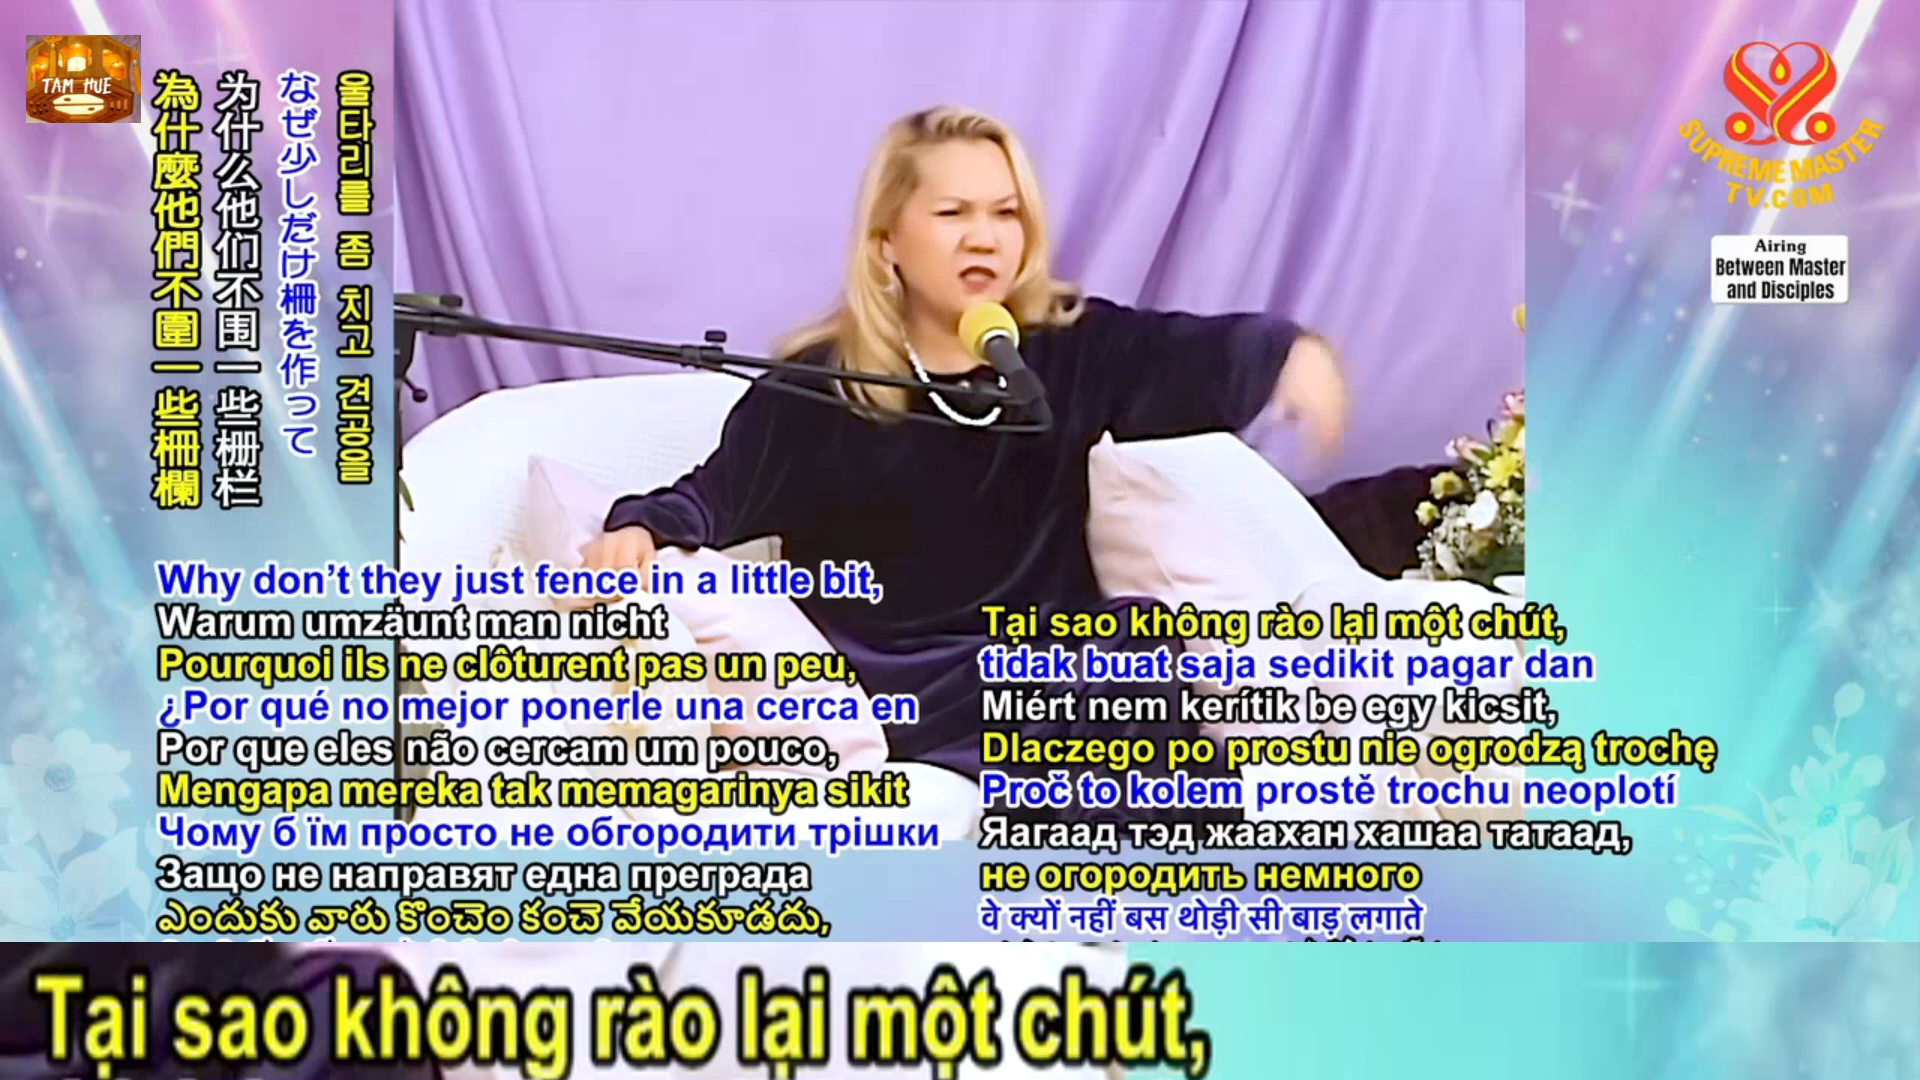 TAM HUE
為什麼他們不圍一些柵欄
为什么他们不围一些栅栏
なぜ少しだけ柵を作って
울타리를 좀 치고 견공을
SUPREME MASTER
TV.COM
Airing
Between Master
and Disciples
Why don’t they just fence in a little bit,
Warum umzäunt man nicht
Pourquoi ils ne clôturent pas un peu,
¿Por qué no mejor ponerle una cerca en
Por que eles não cercam um pouco,
Mengapa mereka tak memagarinya sikit
Чому б їм просто не обгородити трішки
Защо не направят една преграда
ఎందుకు వారు కొంచెం కంచె వేయకూడదు,
Tại sao không rào lại một chút,
tidak buat saja sedikit pagar dan
Miért nem kerítik be egy kicsit,
Dlaczego po prostu nie ogrodzą trochę
Proč to kolem prostě trochu neoplotí
Яагаад тэд жаахан хашаа татаад,
не огородить немного
वे क्यों नहीं बस थोड़ी सी बाड़ लगाते
Tại sao không rào lại một chút,